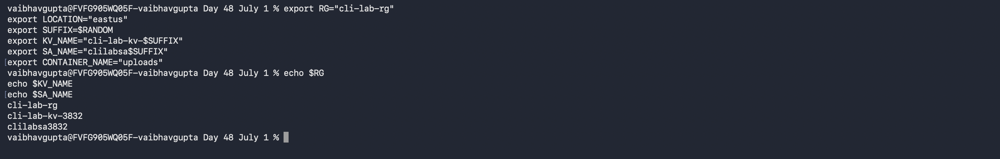 vaibhavgupta@FVFG905WQ05F-vaibhavgupta Day 48 July 1 % export RG="cli-lab-rg"
export LOCATION="eastus"
export SUFFIX=$RANDOM
export KV_NAME="cli-lab-kv-$SUFFIX"
export SA_NAME="clilabsa$SUFFIX"
[export CONTAINER_NAME="uploads"
vaibhavgupta@FVFG905WQ05F-vaibhavgupta Day 48 July 1 % echo $RG
echo $KV_NAME
[echo $SA_NAME
cli-lab-rg
cli-lab-kv-3832
clilabsa3832
vaibhavgupta@FVFG905WQ05F-vaibhavgupta Day 48 July 1 %